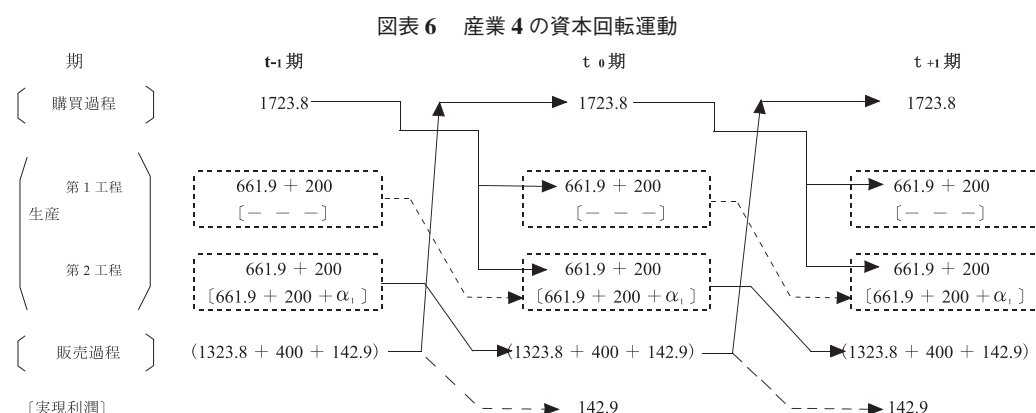 図表 6　産業 4 の資本回転運動
期　t-1 期　t 0期　t +1 期
〔 購買過程 〕　1723.8　1723.8　1723.8
第 1 工程　661.9 + 200　661.9 + 200　661.9 + 200
〔− − −〕　〔− − −〕　〔− − −〕
生産
第 2 工程　661.9 + 200　661.9 + 200　661.9 + 200
〔661.9 + 200 +α1 〕　〔661.9 + 200 +α1 〕　〔661.9 + 200 +α1 〕
〔 販売過程 〕　(1323.8 + 400 + 142.9)　(1323.8 + 400 + 142.9)　(1323.8 + 400 + 142.9)
〔実現利潤〕　142.9　142.9